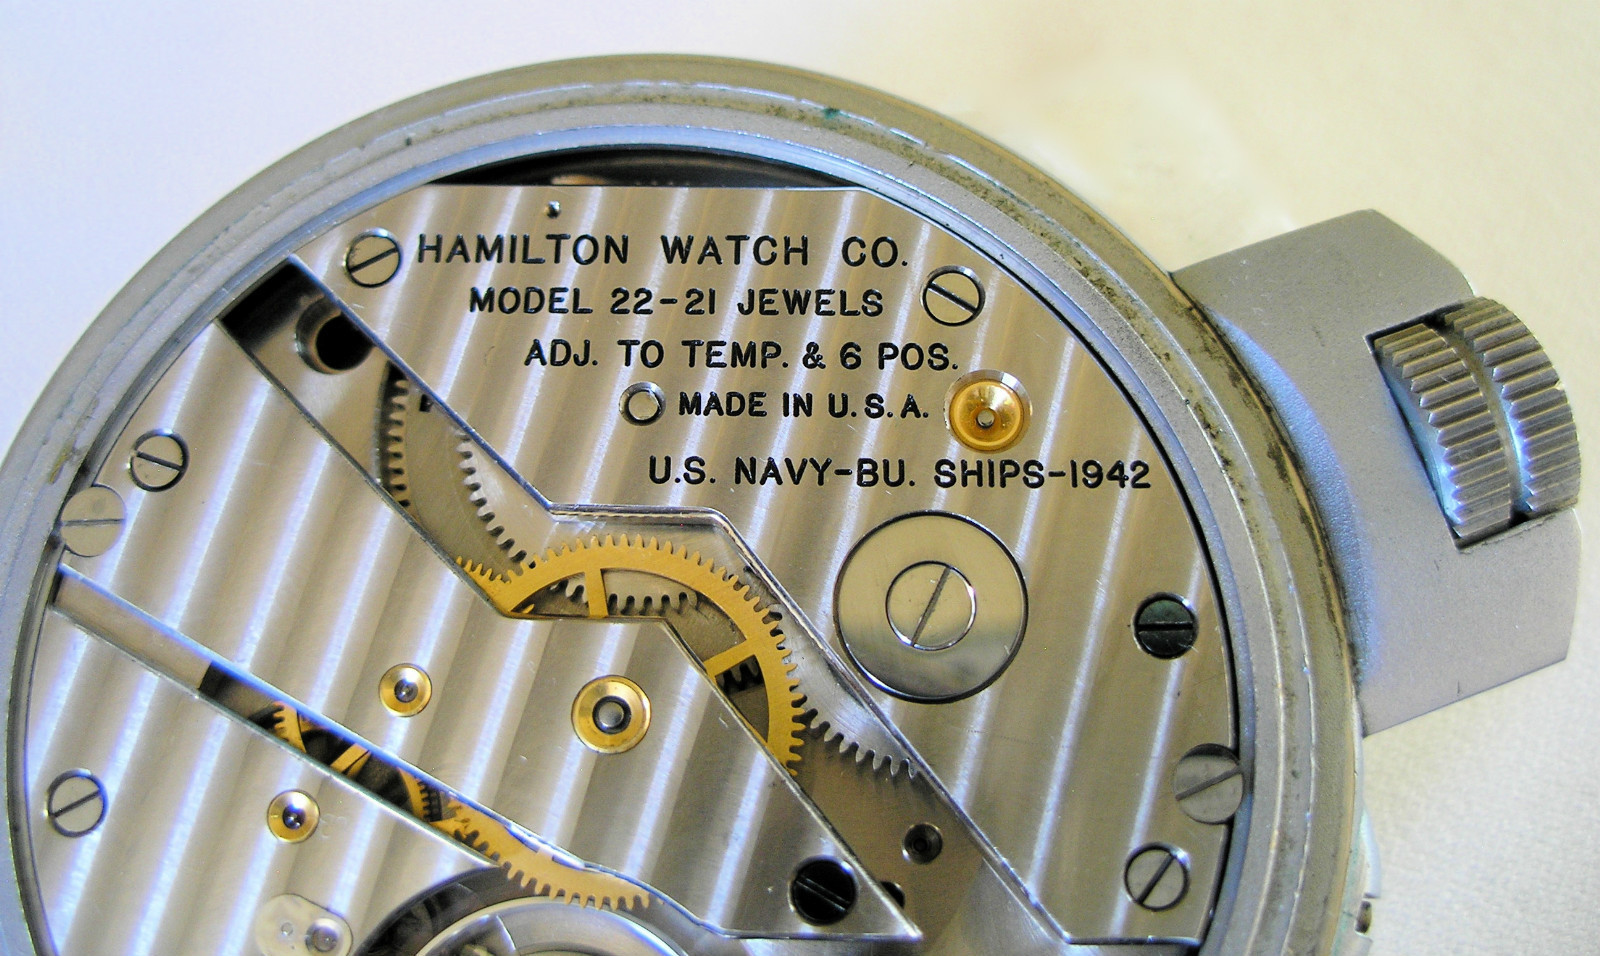 HAMILTON WATCH CO.
MODEL 22-21 JEWELS
ADJ. TO TEMP. & 6 POS.
MADE IN U.S.A.
U.S. NAVY-BU. SHIPS-1942